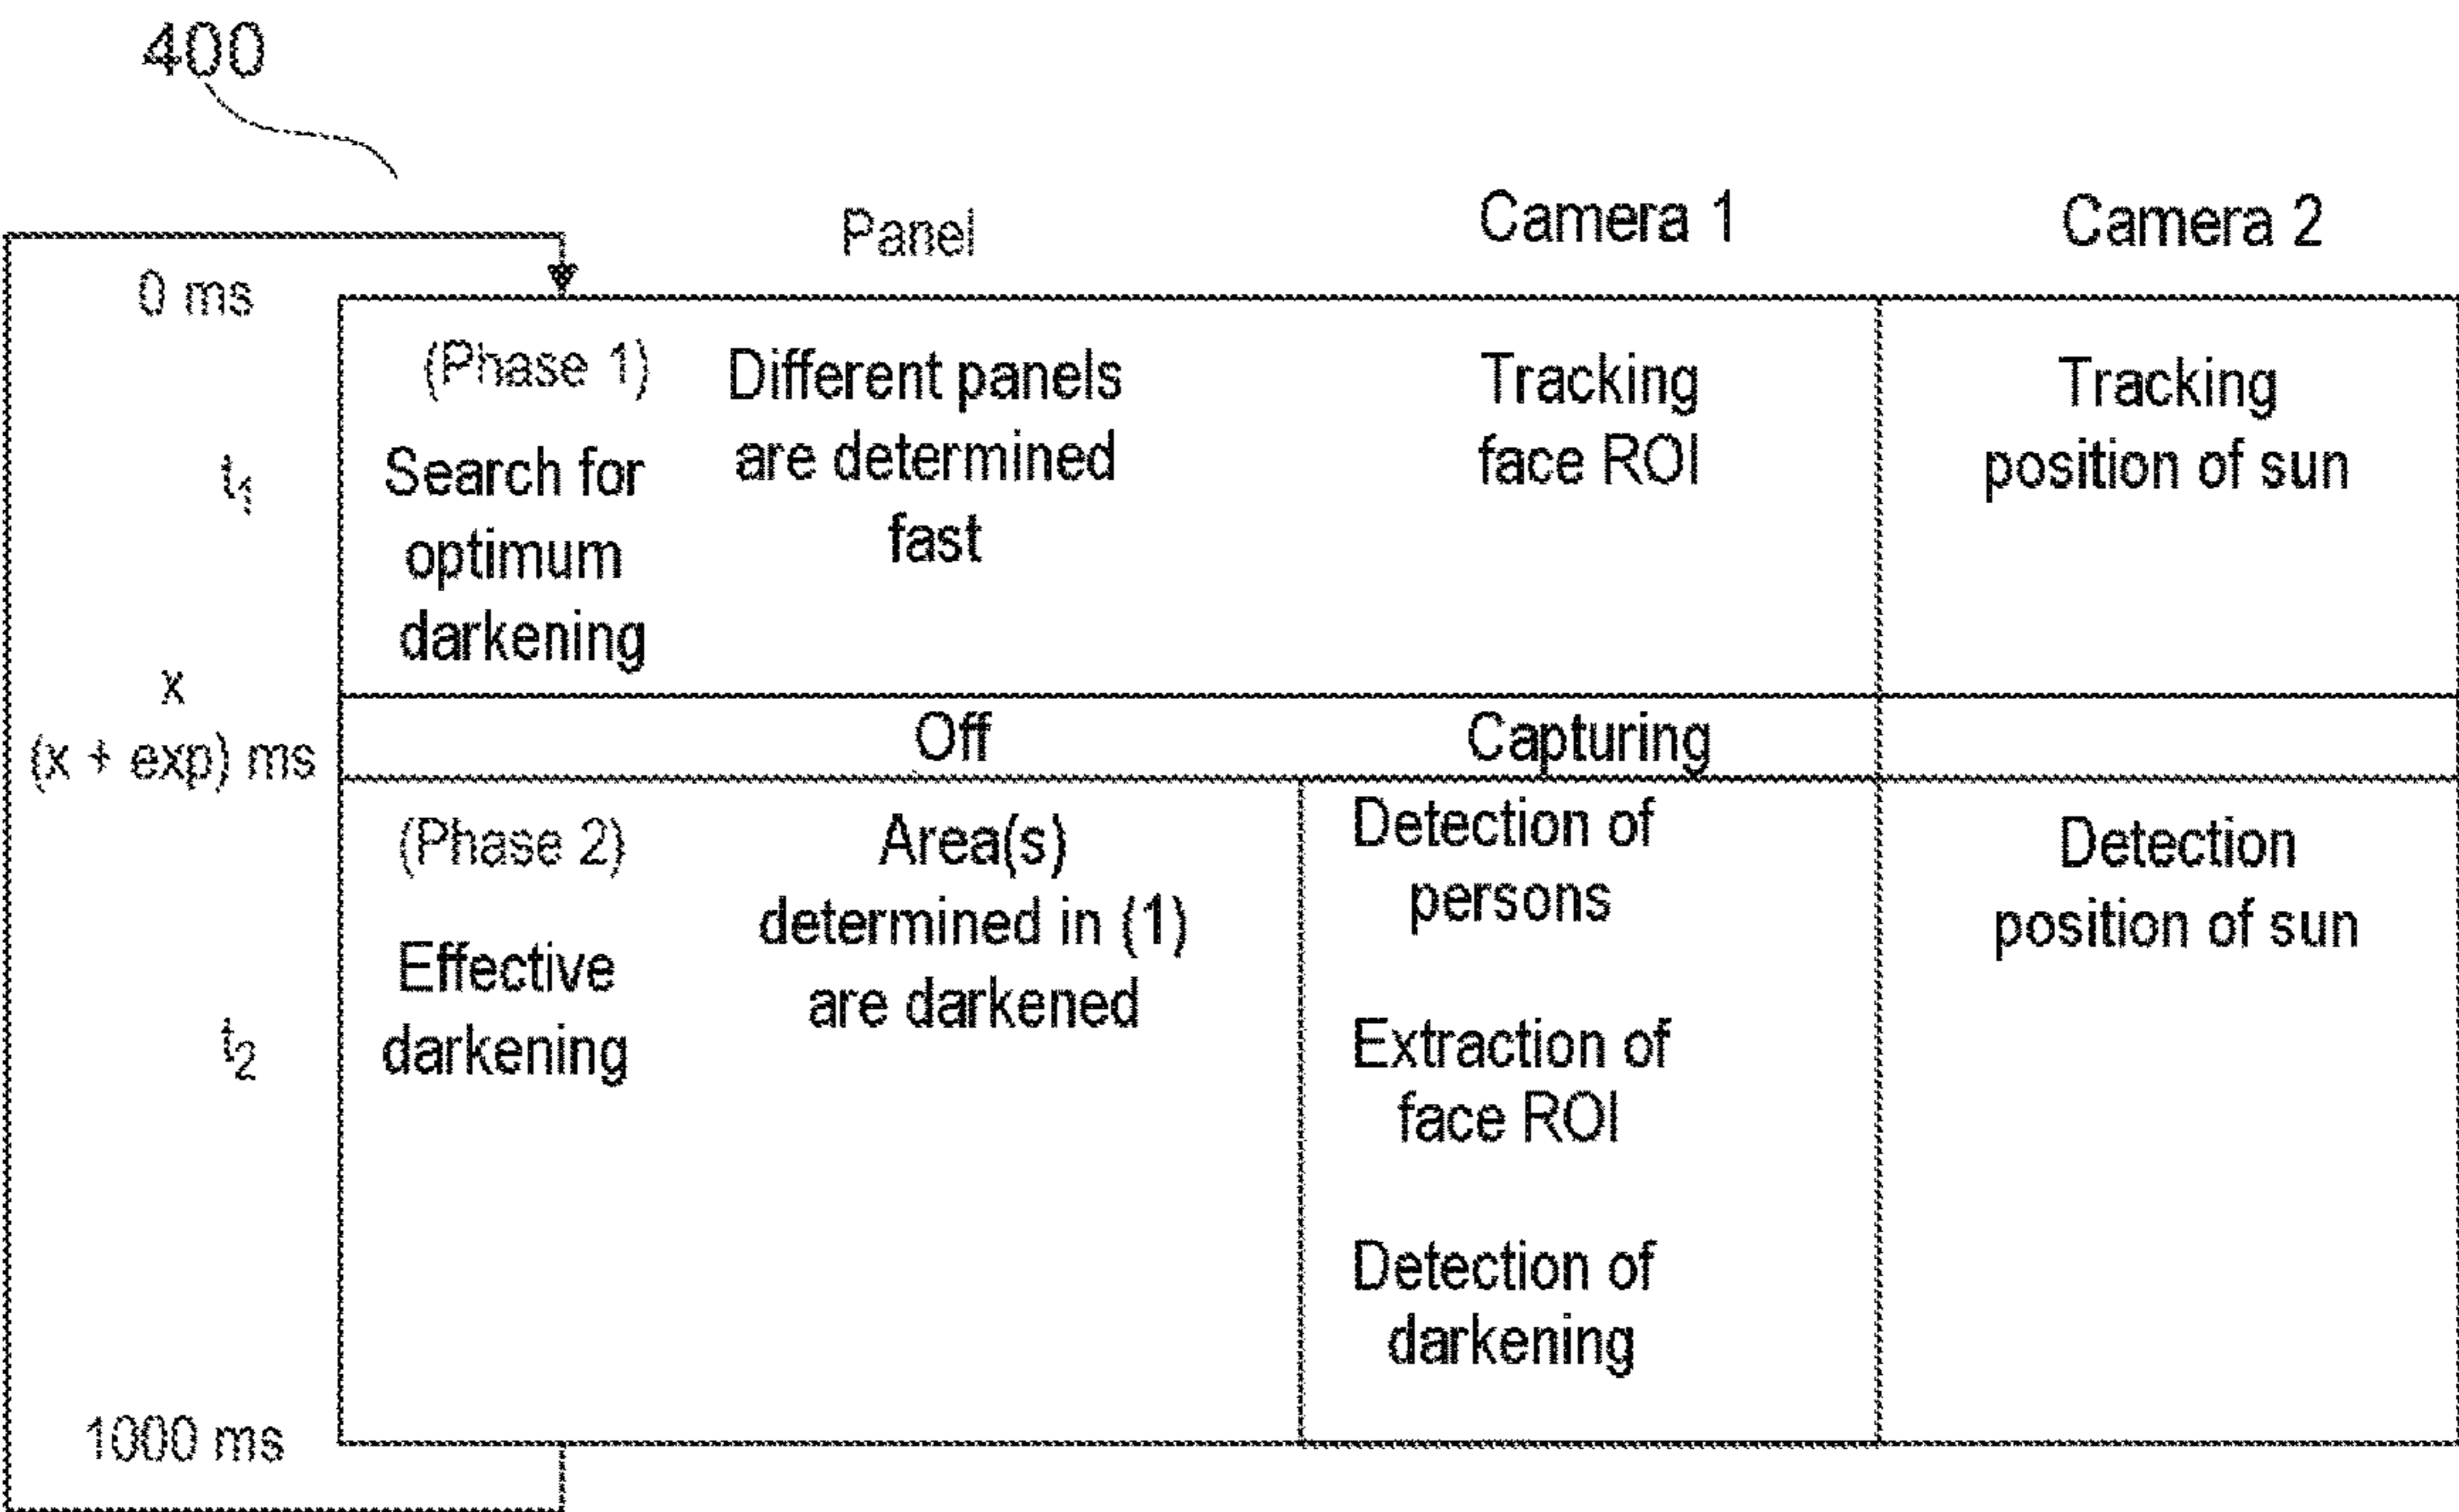 400
Panel
Camera 1
Camera 2
0 ms
t1
x
(x + exp) ms
t2
1000 ms
(Phase 1)
Search for
optimum
darkening
Different panels
are determined
fast
Tracking
face ROI
Tracking
position of sun
Off
Capturing
(Phase 2)
Effective
darkening
Area(s)
determined in (1)
are darkened
Detection of
persons
Extraction of
face ROI
Detection of
darkening
Detection
position of sun